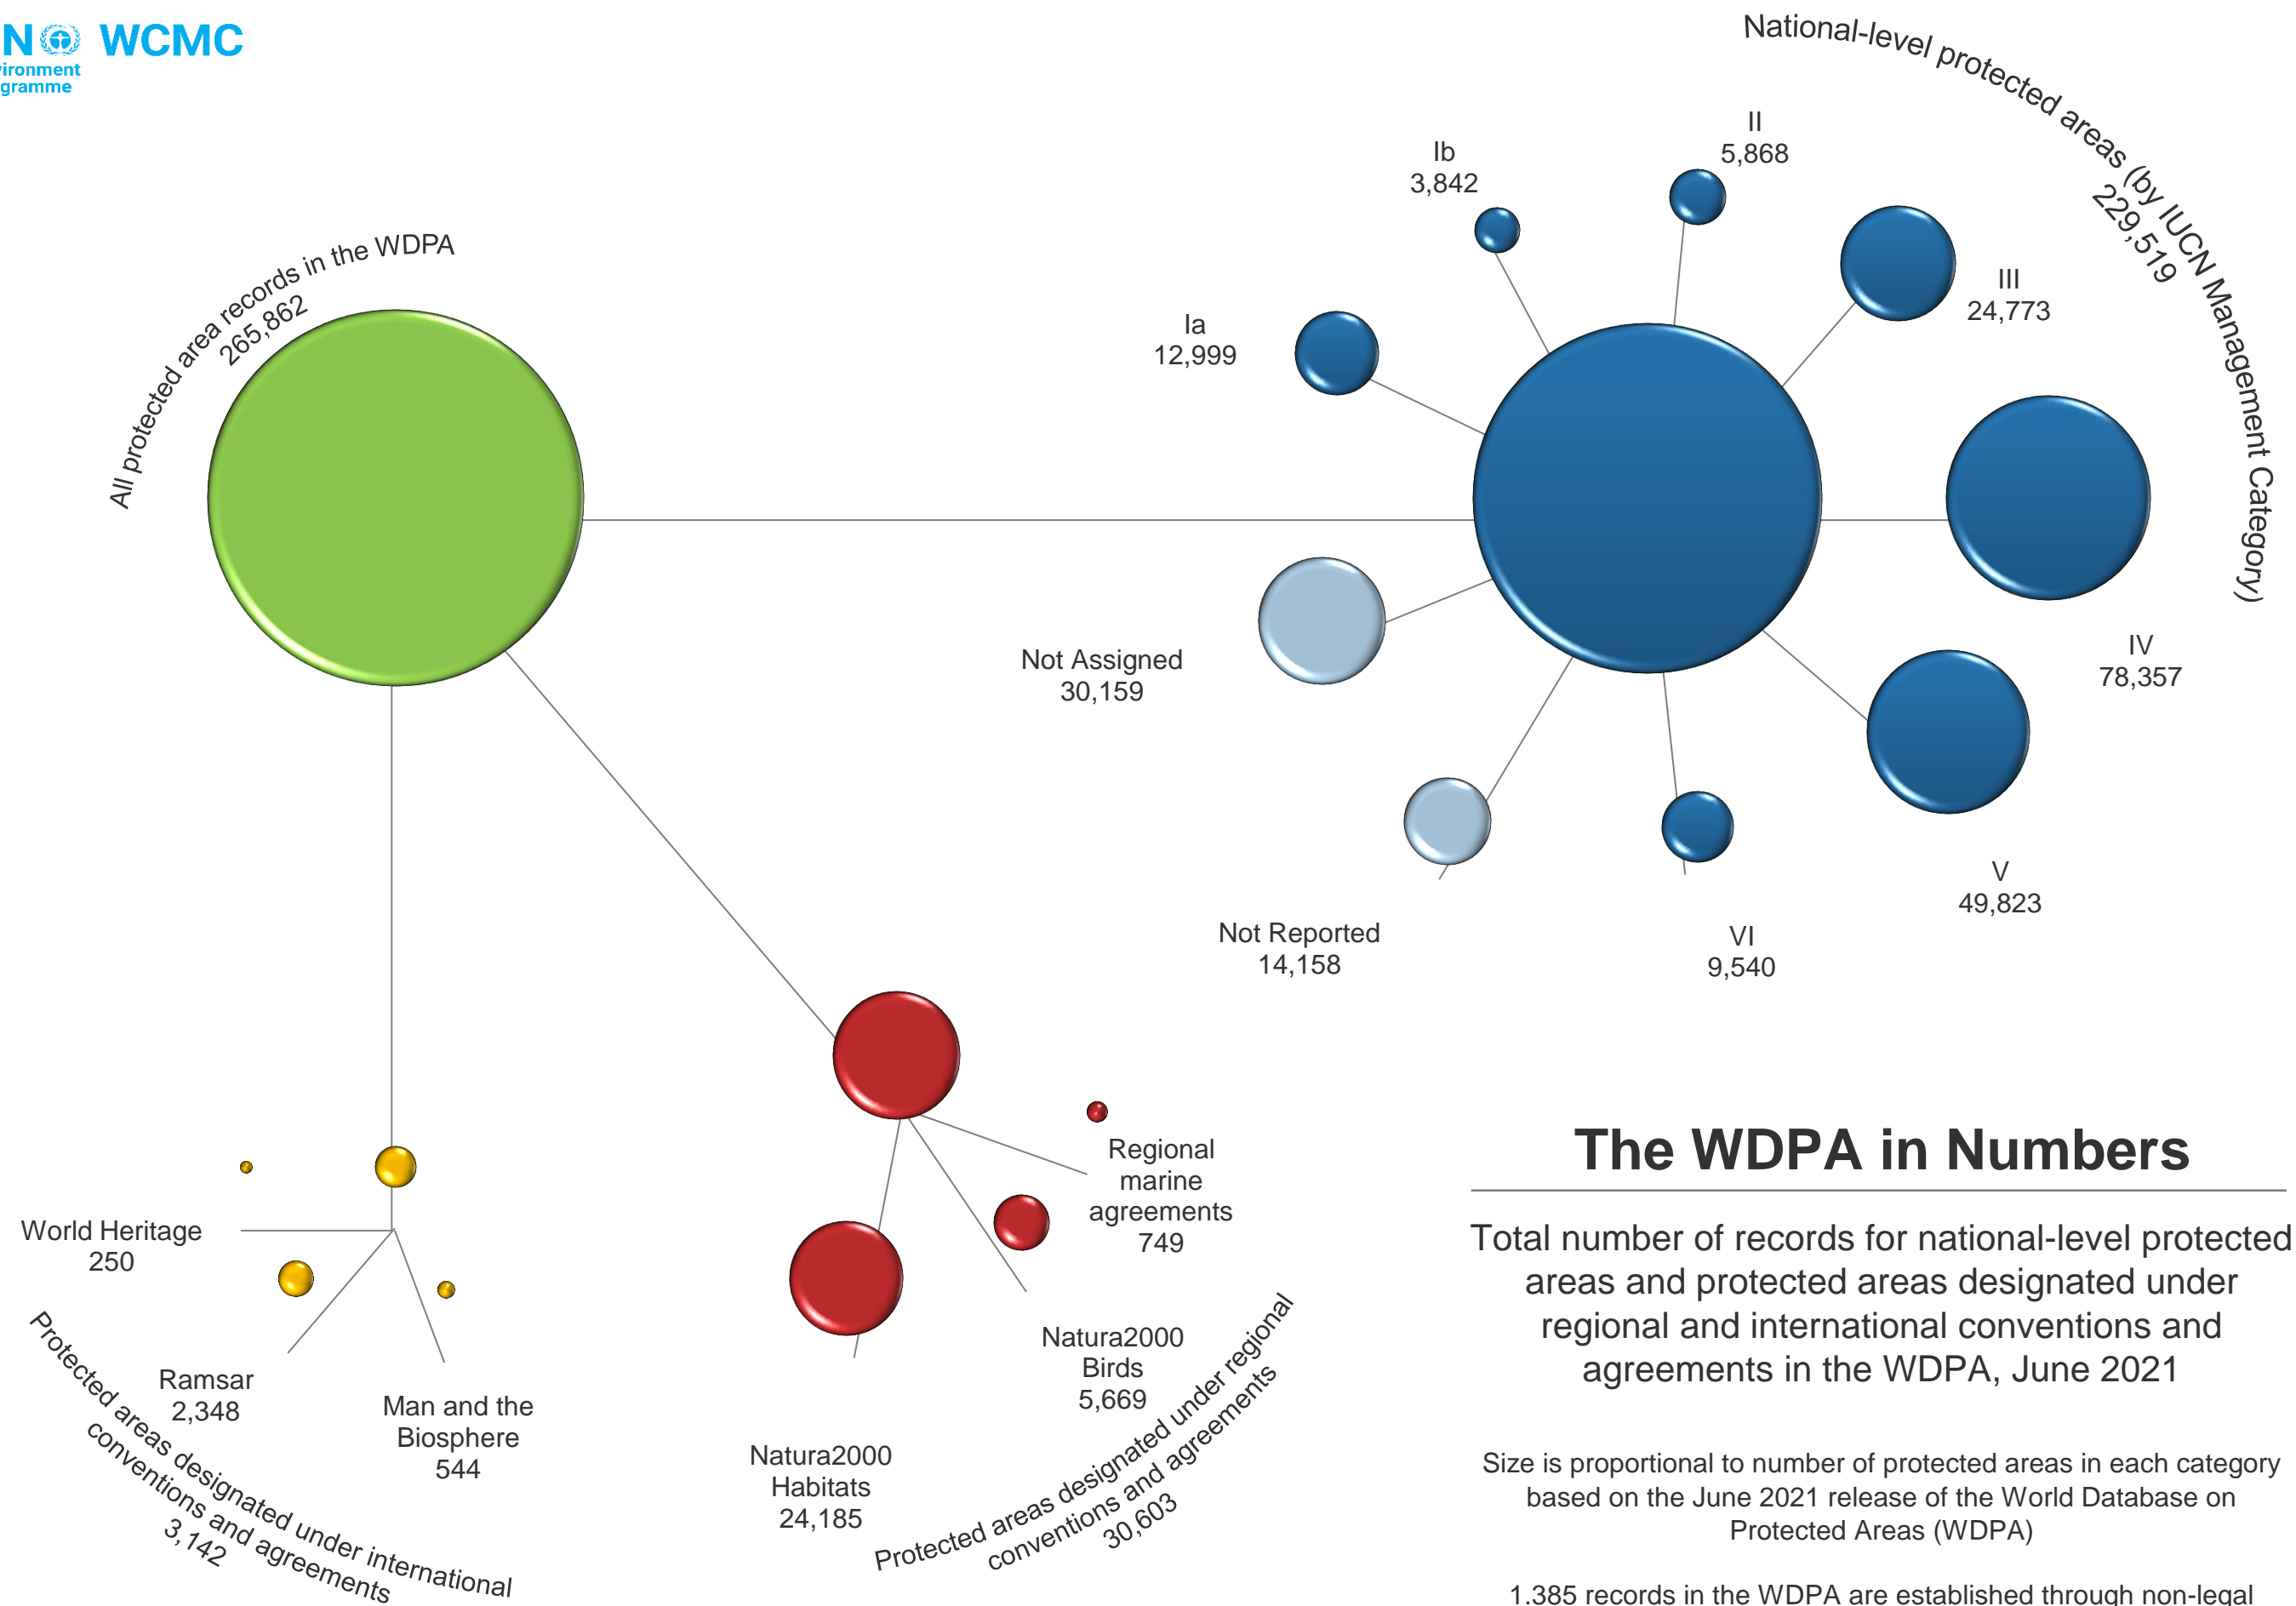 N WCMC
All protected area records in the WDPA
265,862
National-level protected areas (by IUCN Management Category)
229,519
Ia
12,999
Ib
3,842
II
5,868
III
24,773
IV
78,357
V
49,823
VI
9,540
Not Reported
14,158
Not Assigned
30,159
World Heritage
250
Ramsar
2,348
Man and the
Biosphere
544
Protected areas designated under international
conventions and agreements
3,142
Regional
marine
agreements
749
Natura2000
Birds
5,669
Natura2000
Habitats
24,185
Protected areas designated under regional
conventions and agreements
30,603
The WDPA in Numbers
Total number of records for national-level protected
areas and protected areas designated under
regional and international conventions and
agreements in the WDPA, June 2021
Size is proportional to number of protected areas in each category
based on the June 2021 release of the World Database on
Protected Areas (WDPA)
1.385 records in the WDPA are established through non-legal